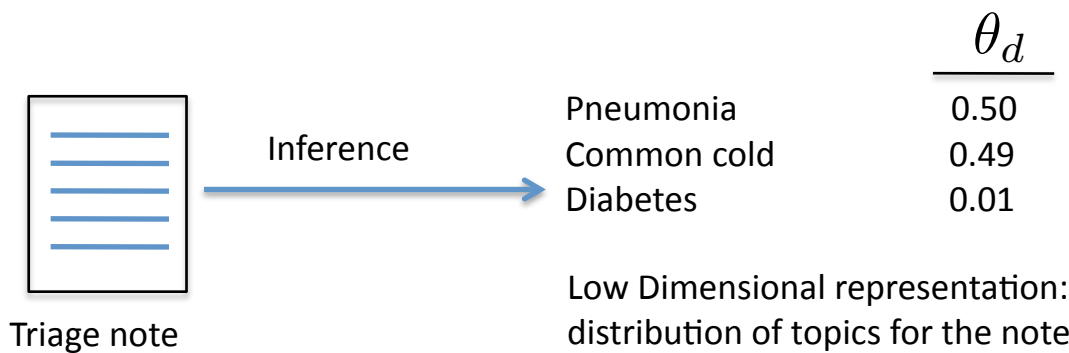 θd
Pneumonia 0.50
Inference
Common cold 0.49
Diabetes 0.01
Low Dimensional representation:
Triage note
distribution of topics for the note